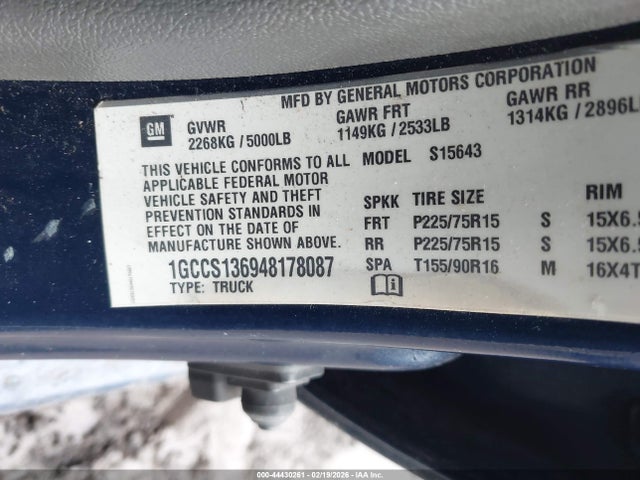 MFD BY GENERAL MOTORS CORPORATION
GM
GVWR GAWR FRT GAWR RR
2268KG / 5000LB 1149KG / 2533LB 1314KG / 2896L
THIS VEHICLE CONFORMS TO ALL MODEL S15643
APPLICABLE FEDERAL MOTOR
VEHICLE SAFETY AND THEFT SPKK TIRE SIZE RIM
PREVENTION STANDARDS IN FRT P225/75R15 S 15X6.
EFFECT ON THE DATE OF RR P225/75R15 S 15X6.
MANUFACTURE SHOWN ABOVE.
1GCCS136948178087 SPA T155/90R16 M 16X4T
TYPE: TRUCK
000-44430261 - 02/19/2026 - COPYRIGHT IAA, INC.